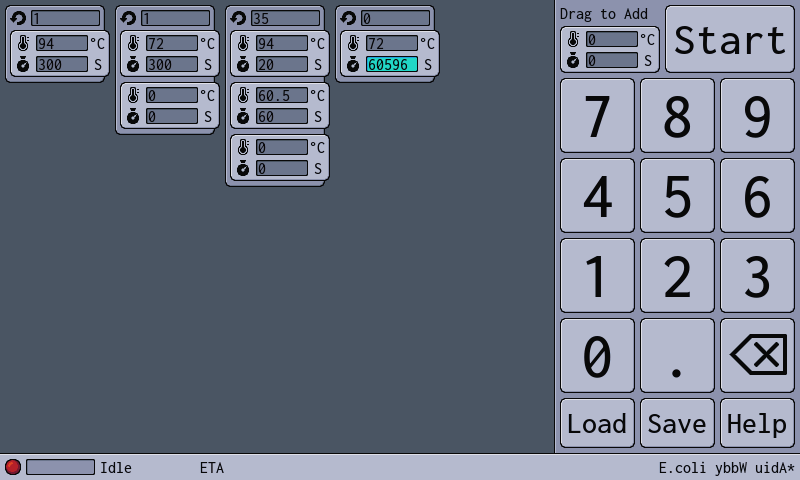 1
94 °C
300 S
1
72 °C
300 S
0 °C
0 S
35
94 °C
20 S
60.5 °C
60 S
0 °C
0 S
0
72 °C
60596 S
Drag to Add
0 °C
0 S
Start
7 8 9
4 5 6
1 2 3
0 .
Load Save Help
Idle ETA E.coli ybbW uidA*